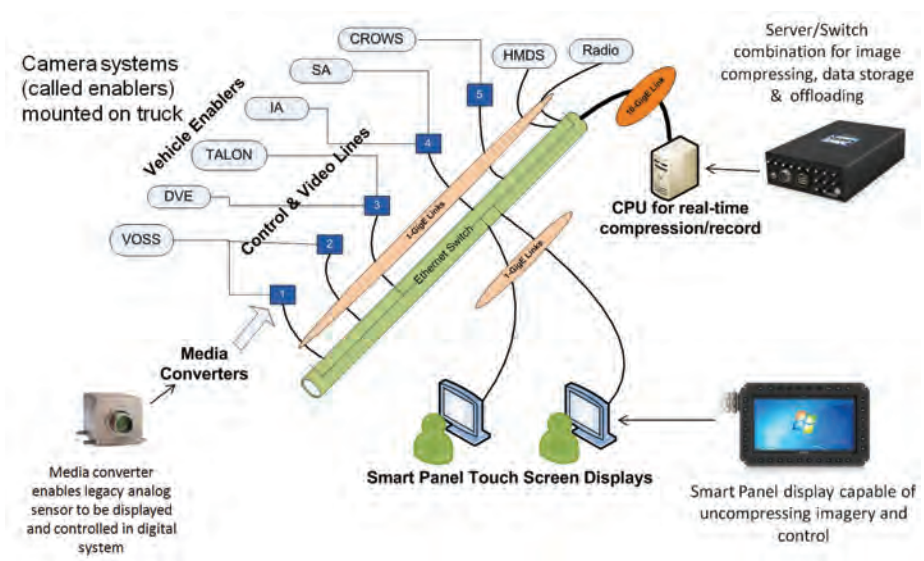 Camera systems
(called enablers)
mounted on truck
Vehicle Enablers
Control & Video Lines
CROWS
SA
IA
TALON
DVE
VOSS
5
4
3
2
1
HMDS
Radio
1-GigE Links
Ethernet Switch
10-GigE Link
1-GigE Links
Server/Switch
combination for image
compressing, data storage
& offloading
CPU for real-time
compression/record
Media
Converters
Media converter
enables legacy analog
sensor to be displayed
and controlled in digital
system
Smart Panel Touch Screen Displays
Smart Panel display capable of
uncompressing imagery and
control